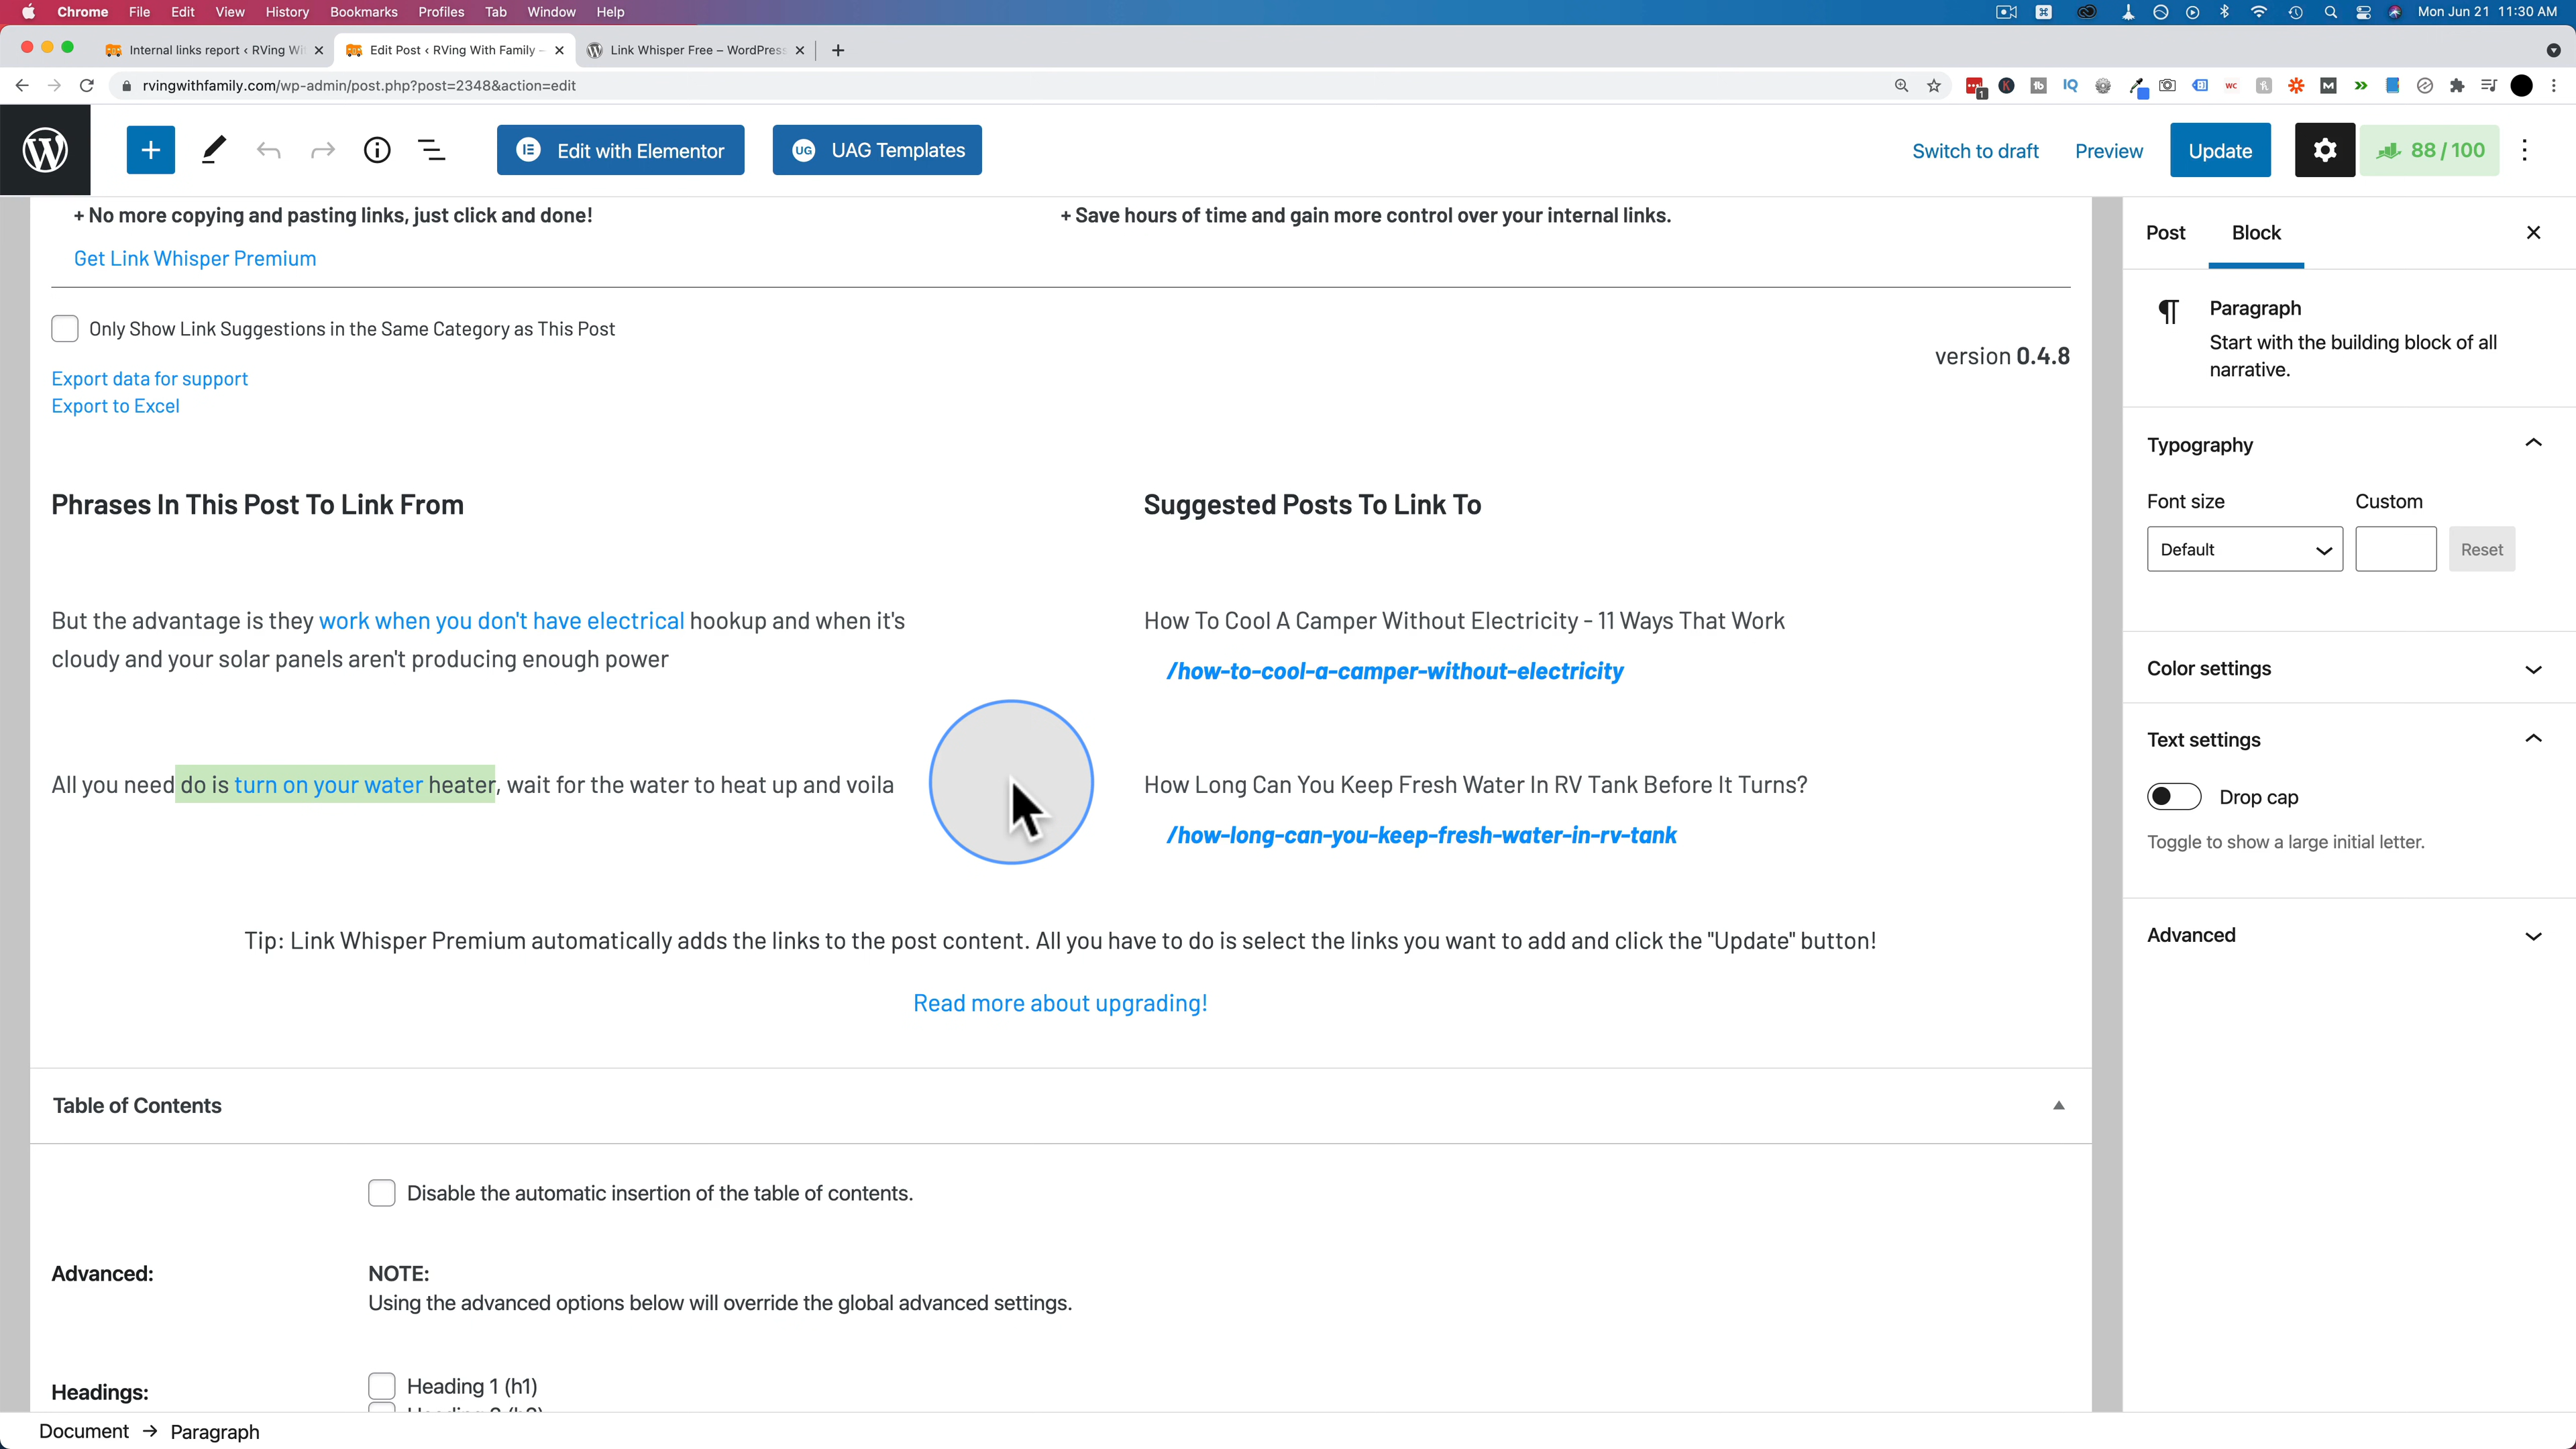 Chrome File Edit View History Bookmarks Profiles Tab Window Help Mon Jun 21 11:30 AM
Internal links report ‹ RVing Wi
Edit Post ‹ RVing With Family –
Link Whisper Free – WordPress
rvingwithfamily.com/wp-admin/post.php?post=2348&action=edit
Edit with Elementor
UG UAG Templates
Switch to draft
Preview
Update
88 / 100
+ No more copying and pasting links, just click and done!
+ Save hours of time and gain more control over your internal links.
Get Link Whisper Premium
Only Show Link Suggestions in the Same Category as This Post
version 0.4.8
Export data for support
Export to Excel
Phrases In This Post To Link From
Suggested Posts To Link To
But the advantage is they work when you don't have electrical hookup and when it's
cloudy and your solar panels aren't producing enough power
How To Cool A Camper Without Electricity - 11 Ways That Work
/how-to-cool-a-camper-without-electricity
All you need do is turn on your water heater, wait for the water to heat up and voila
How Long Can You Keep Fresh Water In RV Tank Before It Turns?
/how-long-can-you-keep-fresh-water-in-rv-tank
Tip: Link Whisper Premium automatically adds the links to the post content. All you have to do is select the links you want to add and click the "Update" button!
Read more about upgrading!
Table of Contents
Disable the automatic insertion of the table of contents.
Advanced:
NOTE:
Using the advanced options below will override the global advanced settings.
Headings:
Heading 1 (h1)
Document → Paragraph
Post
Block
Paragraph
Start with the building block of all
narrative.
Typography
Font size
Custom
Default
Reset
Color settings
Text settings
Drop cap
Toggle to show a large initial letter.
Advanced